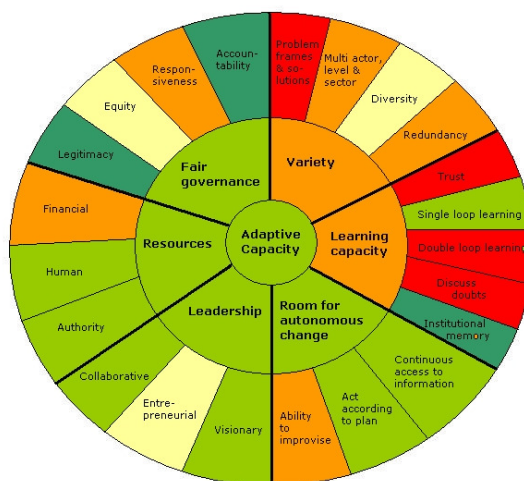 Adaptive
Capacity
Variety
Problem
frames
& so-
lutions
Multi actor,
level &
sector
Diversity
Redundancy
Learning
capacity
Trust
Single loop learning
Double loop learning
Discuss
doubts
Institutional
memory
Room for
autonomous
change
Continuous
access to
information
Act
according
to plan
Ability
to
improvise
Leadership
Visionary
Entre-
preneurial
Collaborative
Resources
Authority
Human
Financial
Fair
governance
Legitimacy
Equity
Respon-
siveness
Accoun-
tability